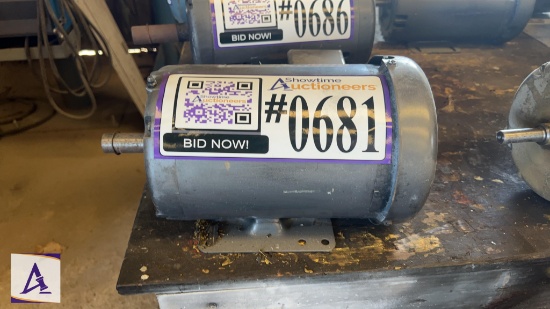 #0686
BID NOW!
Showtime
Auctioneers
#0681
BID NOW!